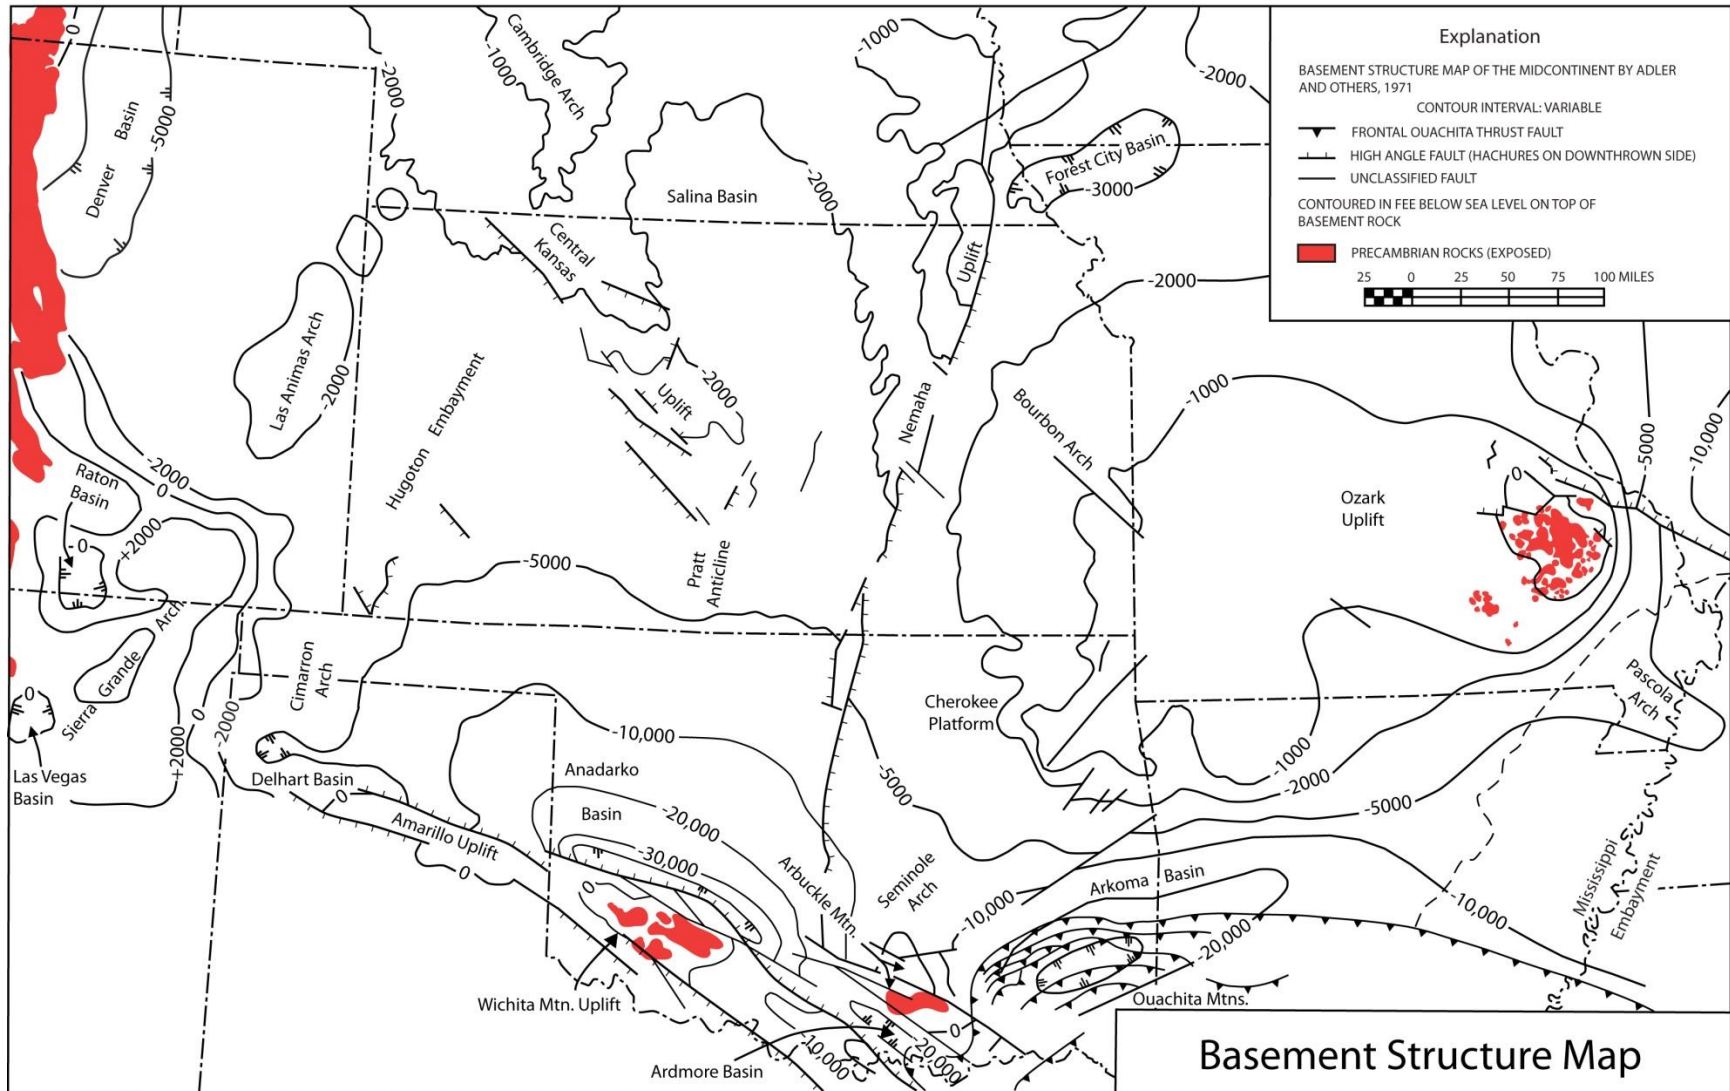 Explanation
BASEMENT STRUCTURE MAP OF THE MIDCONTINENT BY ADLER
AND OTHERS, 1971
CONTOUR INTERVAL: VARIABLE
FRONTAL OUACHITA THRUST FAULT
HIGH ANGLE FAULT (HACHURES ON DOWNTHROWN SIDE)
UNCLASSIFIED FAULT
CONTOURED IN FEE BELOW SEA LEVEL ON TOP OF
BASEMENT ROCK
PRECAMBRIAN ROCKS (EXPOSED)
25 0 25 50 75 100 MILES
0
-5000
Denver Basin
-2000
-1000
Cambridge Arch
-1000
-2000
Forest City Basin
-3000
Salina Basin
-2000
Central
Kansas
Uplift
-2000
Las Animas Arch
-2000
Hugoton Embayment
Uplift
-2000
Nemaha
Bourbon Arch
-1000
-5000
-10,000
-2000
0
Raton
Basin
+2000
0
Ozark
Uplift
0
-5000
Pratt
Anticline
Arch
Grande
Sierra
Cimarron
Arch
0
Las Vegas
Basin
+2000
0
-2000
Cherokee
Platform
Pascola
Arch
-10,000
-5000
-1000
-2000
-5000
Delhart Basin
Anadarko
Basin
-20,000
-30,000
0
Amarillo Uplift
0
0
Arbuckle Mtn.
Seminole
Arch
-10,000
Arkoma Basin
-20,000
-10,000
Mississippi
Embayment
Wichita Mtn. Uplift
Ouachita Mtns.
0
-10,000
-20,000
Ardmore Basin
Basement Structure Map